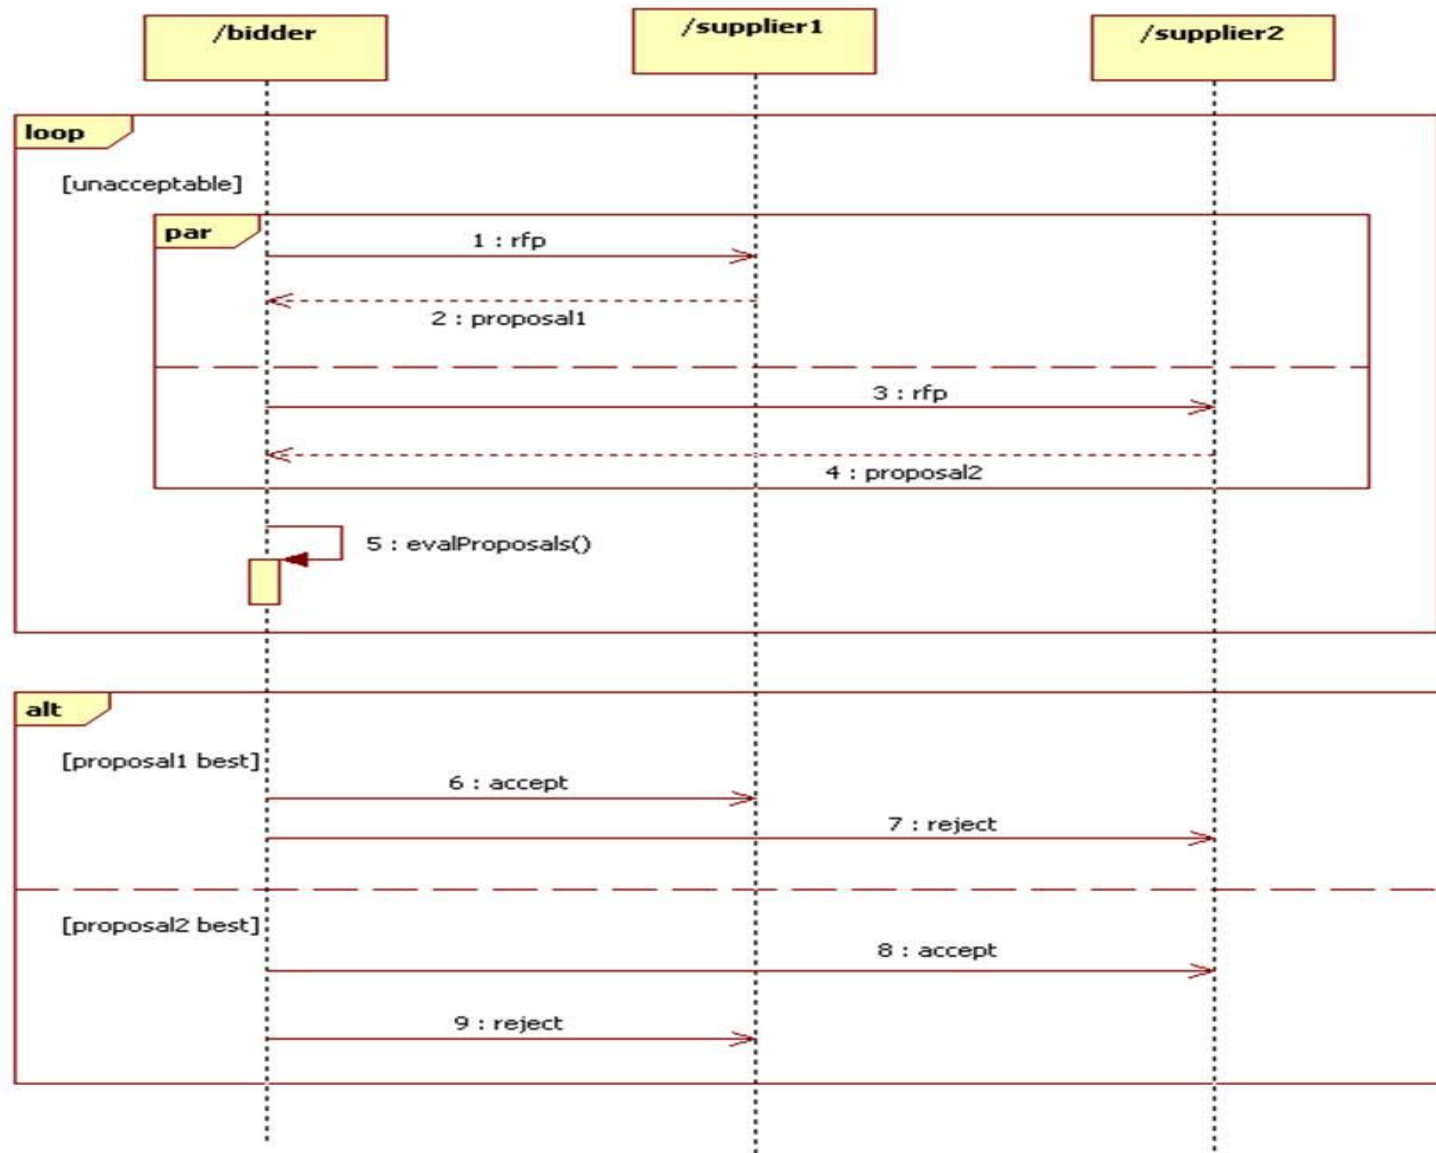 /bidder
/supplier1
/supplier2
loop
[unacceptable]
par
1 : rfp
2 : proposal1
3 : rfp
4 : proposal2
5 : evalProposals()
alt
[proposal1 best]
6 : accept
7 : reject
[proposal2 best]
8 : accept
9 : reject